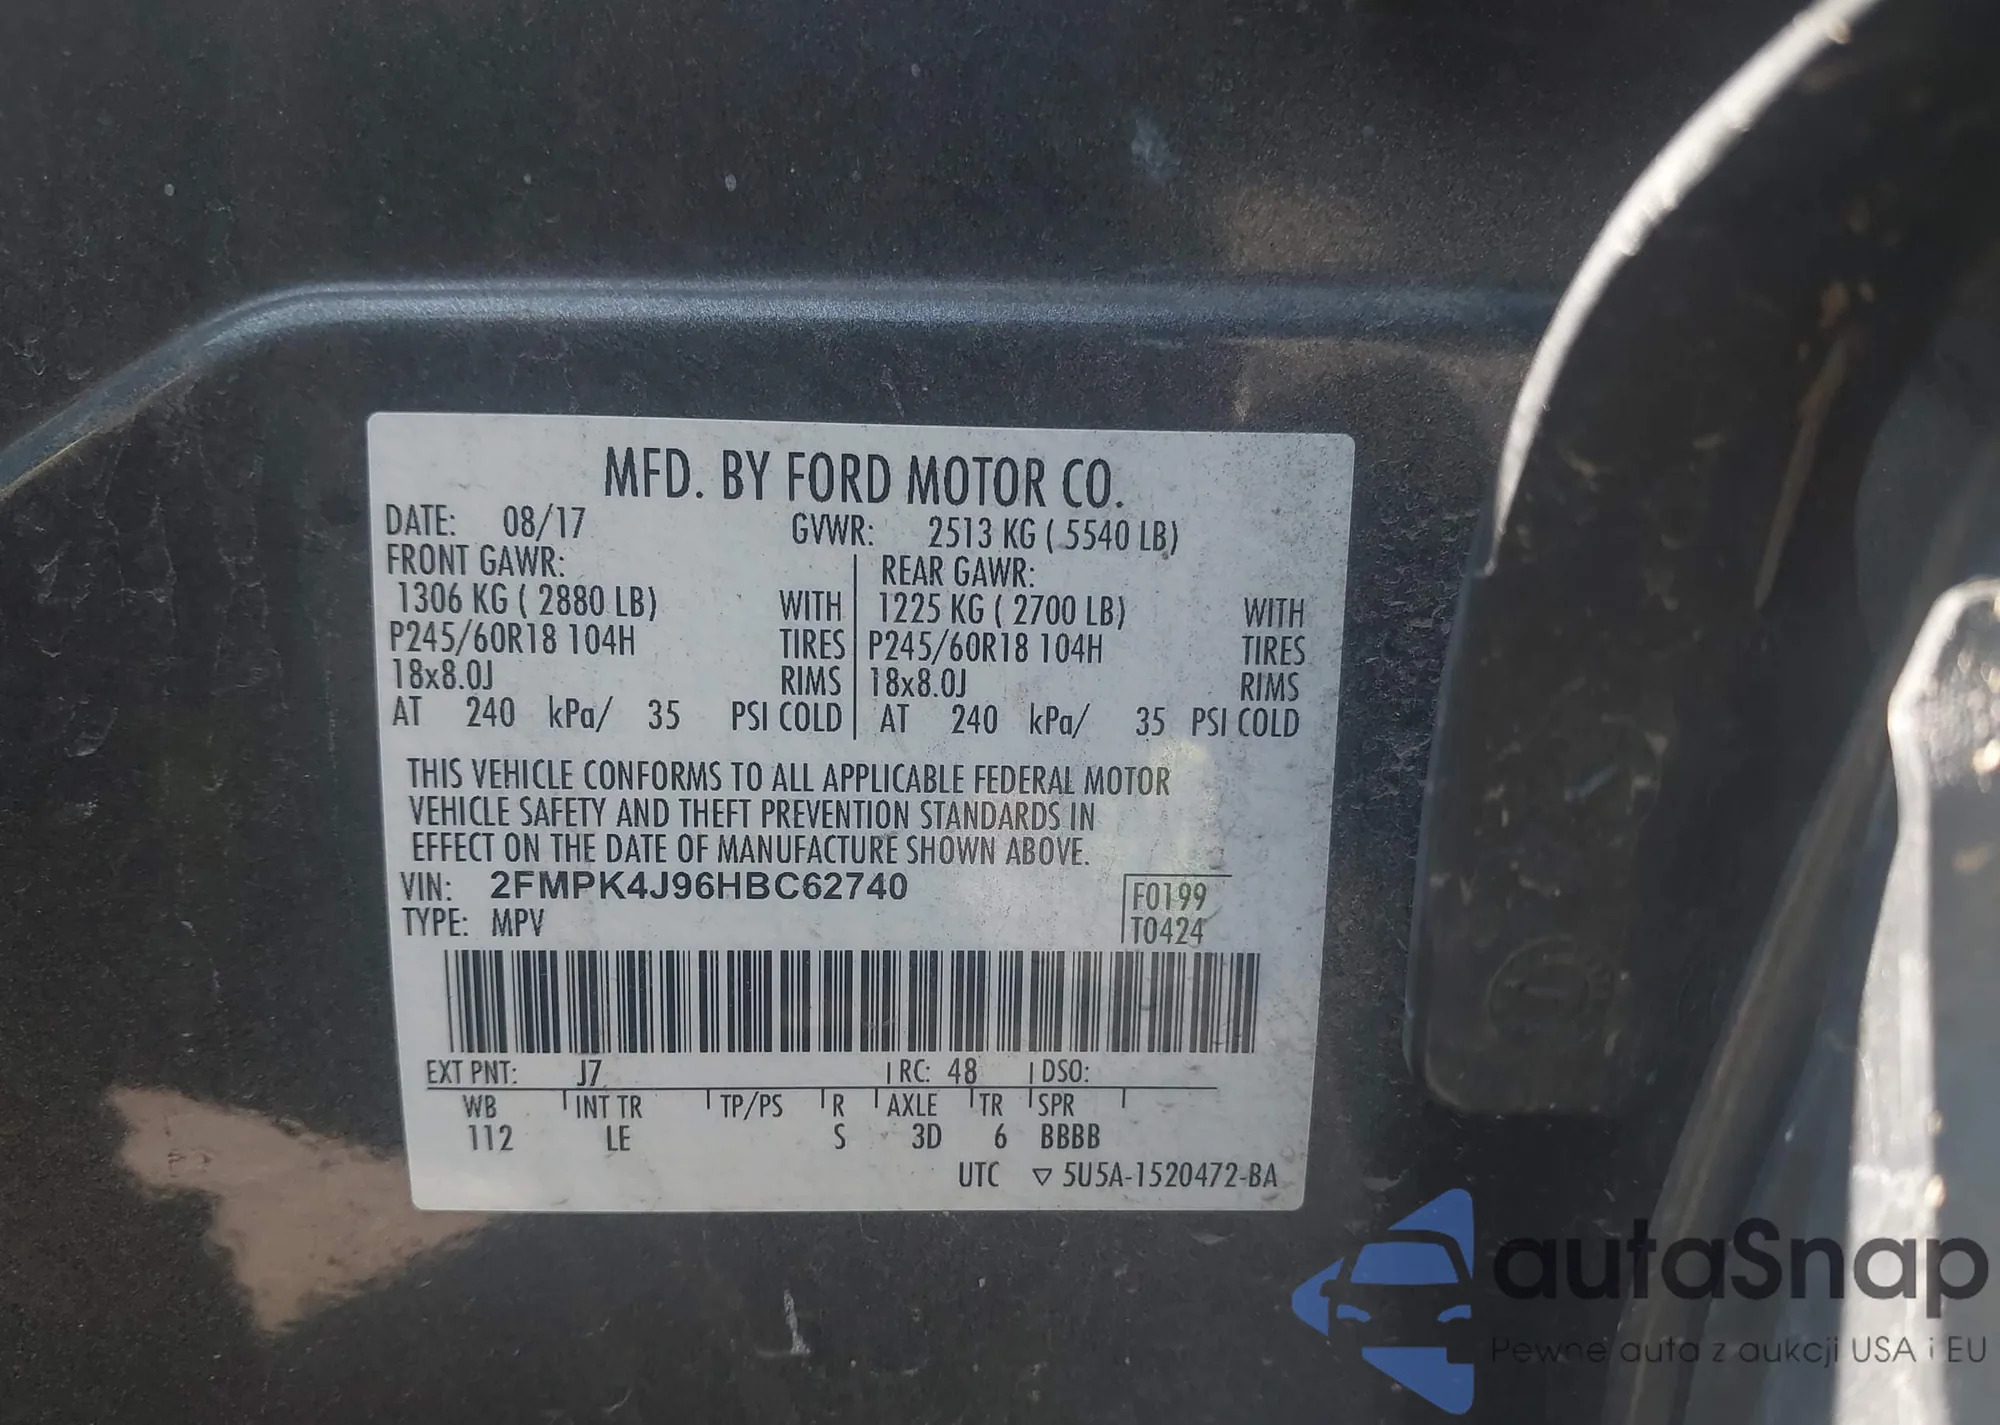 MFD. BY FORD MOTOR CO.
DATE: 08/17 GVWR: 2513 KG ( 5540 LB)
FRONT GAWR: REAR GAWR:
1306 KG ( 2880 LB) WITH 1225 KG ( 2700 LB) WITH
P245/60R18 104H TIRES P245/60R18 104H TIRES
18x8.0J RIMS 18x8.0J RIMS
AT 240 kPa/ 35 PSI COLD AT 240 kPa/ 35 PSI COLD
THIS VEHICLE CONFORMS TO ALL APPLICABLE FEDERAL MOTOR
VEHICLE SAFETY AND THEFT PREVENTION STANDARDS IN
EFFECT ON THE DATE OF MANUFACTURE SHOWN ABOVE.
VIN: 2FMPK4J96HBC62740 F0199
TYPE: MPV T0424
EXT PNT: J7 RC: 48 DSO:
WB INT TR TP/PS R AXLE TR SPR
112 LE S 3D 6 BBBB
UTC ▽ 5U5A-1520472-BA
autaSnap
Pewne auta z aukcji USA i EU